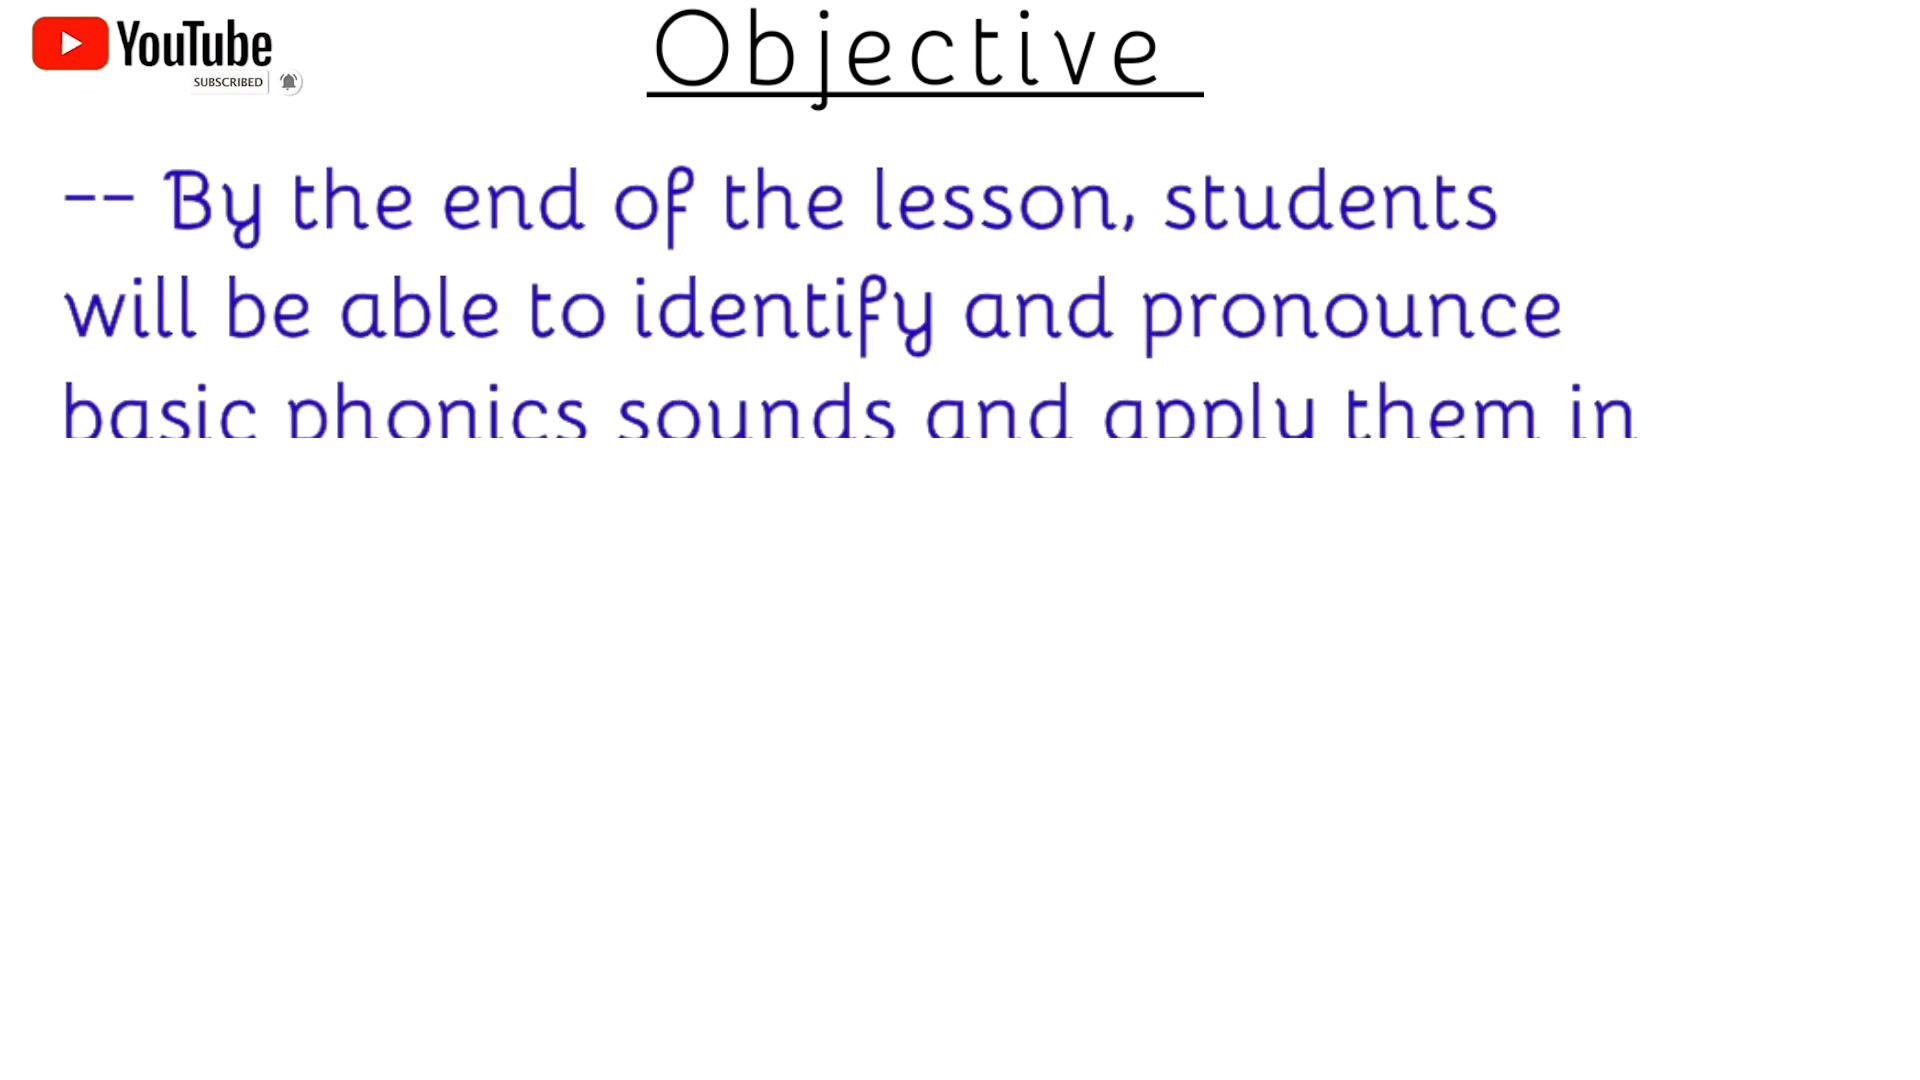 YouTube
SUBSCRIBED
Objective
-- By the end of the lesson, students
will be able to identify and pronounce
basic phonics sounds and apply them in